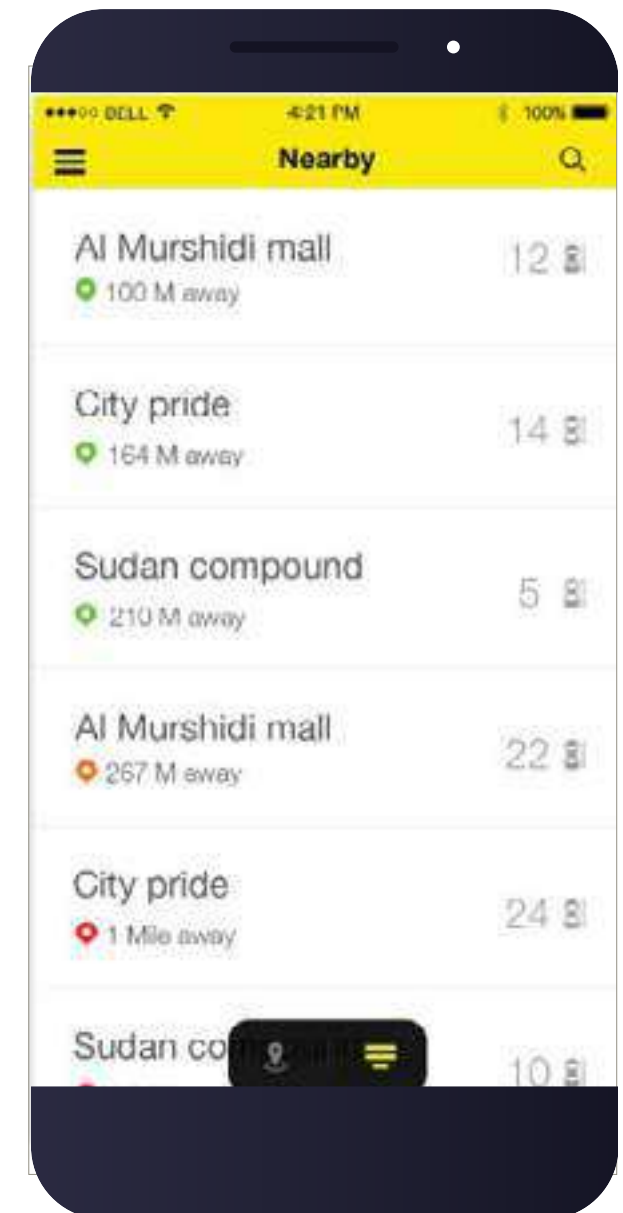 BELL 4:21 PM 100%
Nearby
Al Murshidi mall 12
100 M away
City pride 14
164 M away
Sudan compound 5
210 M away
Al Murshidi mall 22
267 M away
City pride 24
1 Mile away
Sudan 10